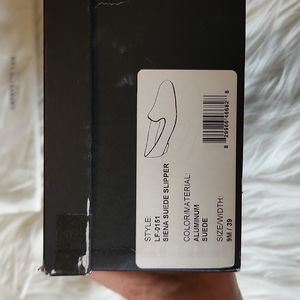 STYLE:
LF-0151
SIENA SUEDE SLIPPER
COLOR/MATERIAL:
ALUMINUM
SUEDE
SIZE/WIDTH:
9M / 39